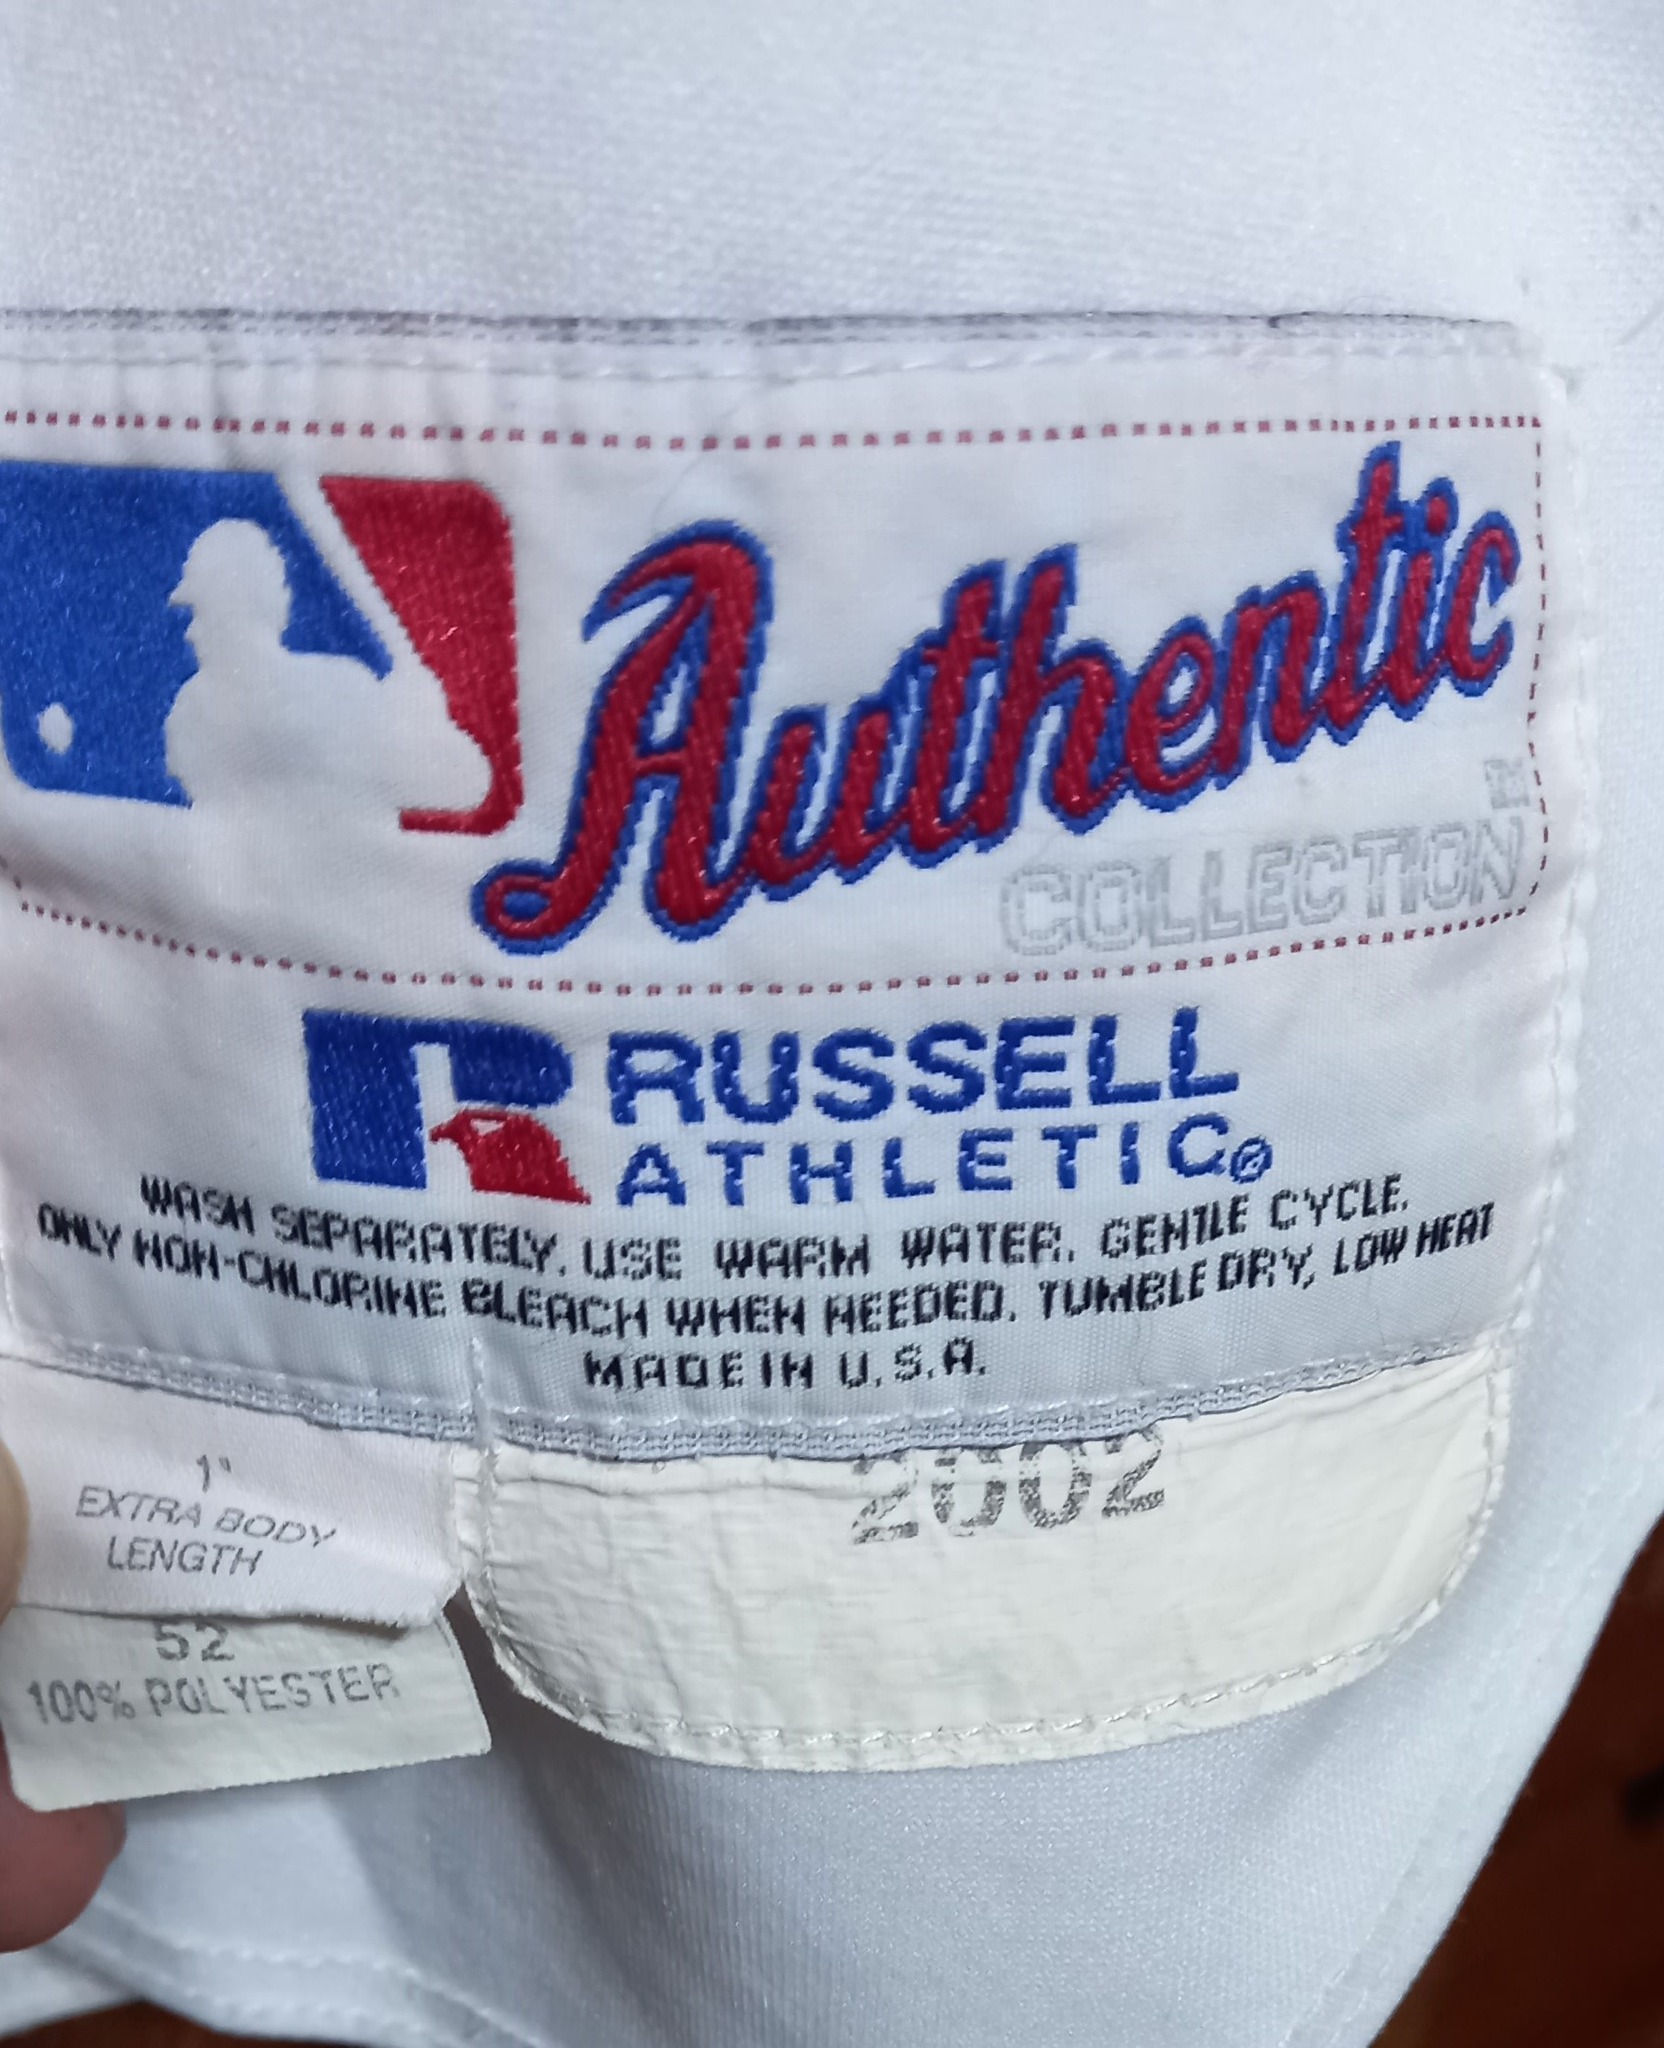 Authentic
TM
COLLECTION
RUSSELL
ATHLETIC®
WASH SEPARATELY. USE WARM WATER. GENTLE CYCLE.
ONLY NON-CHLORINE BLEACH WHEN NEEDED. TUMBLE DRY, LOW HEAT
MADE IN U.S.A.
2002
1"
EXTRA BODY
LENGTH
52
100% POLYESTER